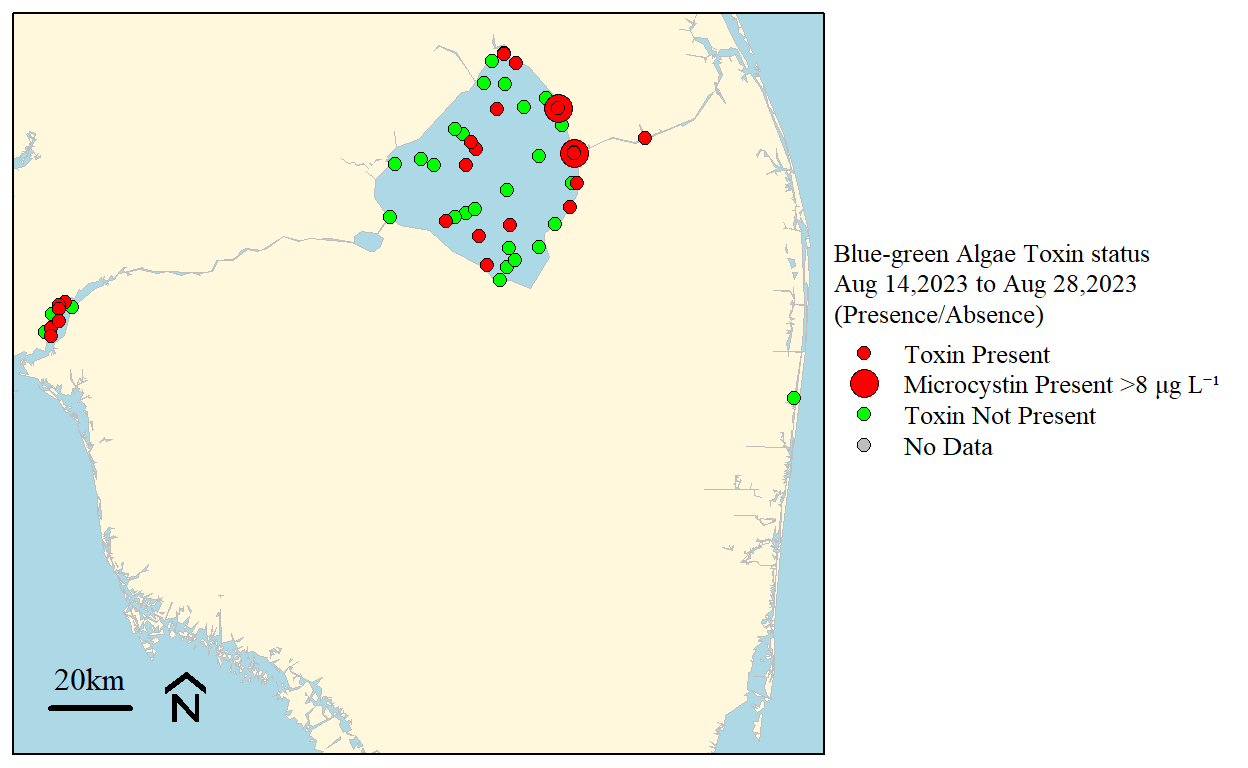 Blue-green Algae Toxin status
Aug 14,2023 to Aug 28,2023
(Presence/Absence)
Toxin Present
Microcystin Present >8 μg L⁻¹
Toxin Not Present
No Data
20km
N